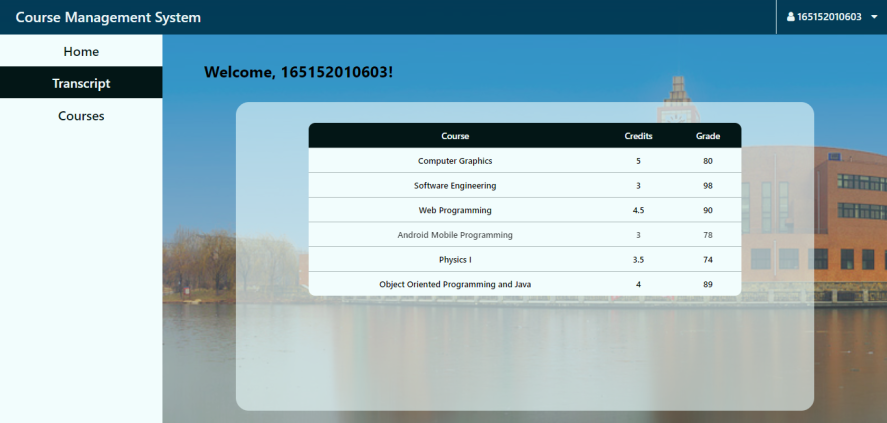 Course Management System 165152010603
Home
Transcript
Courses
Welcome, 165152010603!
Course Credits Grade
Computer Graphics 5 80
Software Engineering 3 98
Web Programming 4.5 90
Android Mobile Programming 3 78
Physics I 3.5 74
Object Oriented Programming and Java 4 89